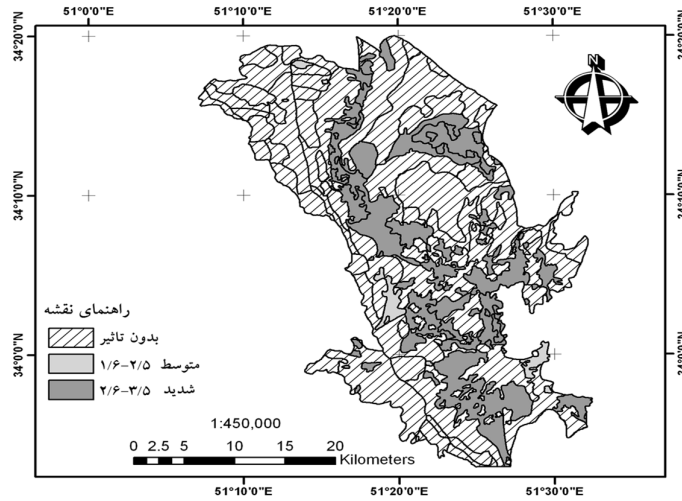 51°0'0"E 51°10'0"E 51°20'0"E 51°30'0"E
34°20'0"N 34°20'0"N
N
34°10'0"N 34°10'0"N
راهنمای نقشه
بدون تاثیر
متوسط ۱/۶-۲/۵
شدید ۲/۶-۳/۵
34°0'0"N 34°0'0"N
1:450,000
0 2.5 5 10 15 20
Kilometers
51°10'0"E 51°20'0"E 51°30'0"E